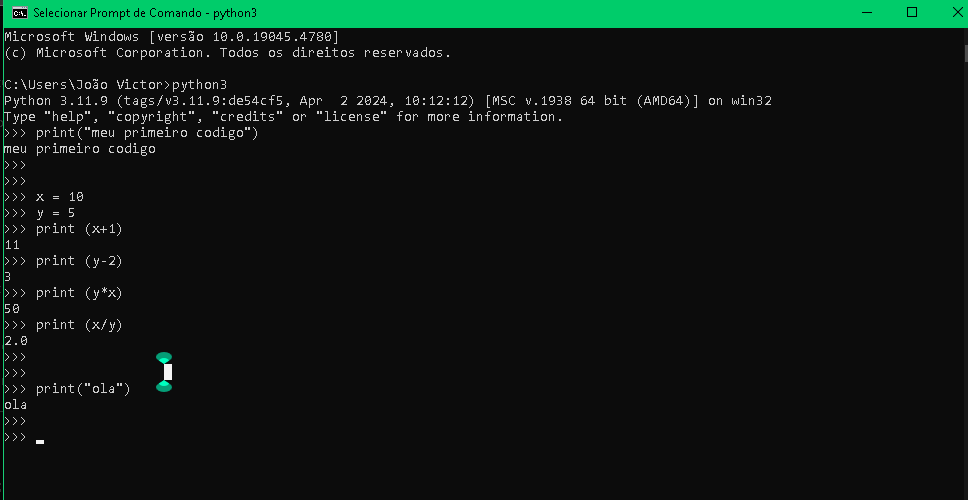 Selecionar Prompt de Comando - python3
Microsoft Windows [versão 10.0.19045.4780]
(c) Microsoft Corporation. Todos os direitos reservados.
C:\Users\João Victor>python3
Python 3.11.9 (tags/v3.11.9:de54cf5, Apr  2 2024, 10:12:12) [MSC v.1938 64 bit (AMD64)] on win32
Type "help", "copyright", "credits" or "license" for more information.
>>> print("meu primeiro codigo")
meu primeiro codigo
>>>
>>>
>>> x = 10
>>> y = 5
>>> print (x+1)
11
>>> print (y-2)
3
>>> print (y*x)
50
>>> print (x/y)
2.0
>>>
>>>
>>> print("ola")
ola
>>>
>>>